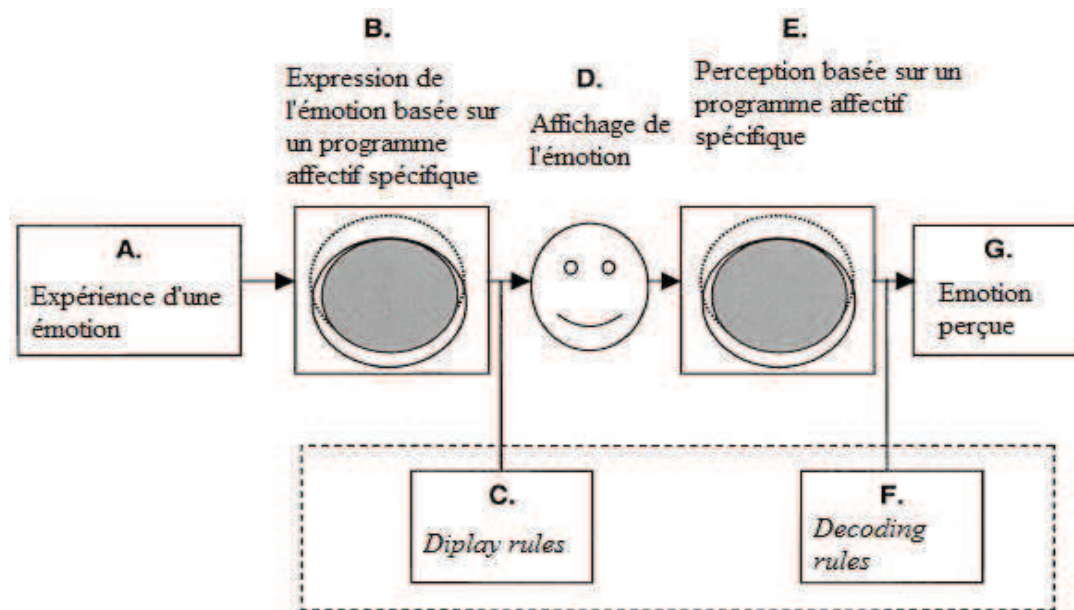 B.
Expression de
l'émotion basée sur
un programme
affectif spécifique
D.
Affichage de
l'émotion
E.
Perception basée sur un
programme affectif
spécifique
A.
Expérience d'une
émotion
G.
Emotion
perçue
C.
Diplay rules
F.
Decoding
rules